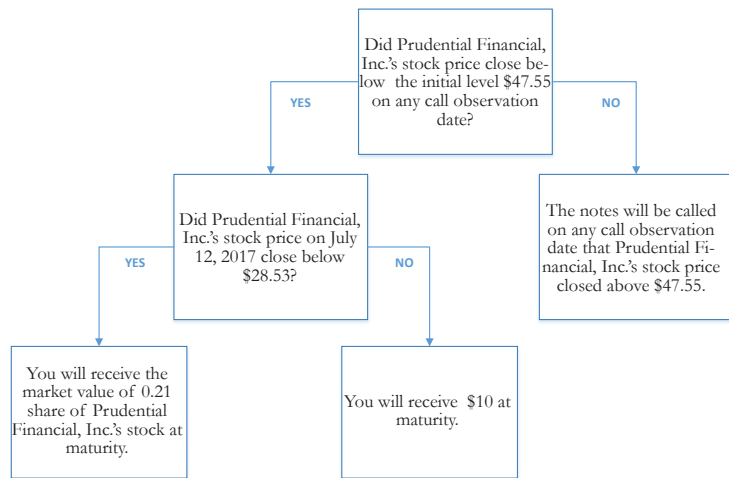 Did Prudential Financial,
Inc.'s stock price close be-
low the initial level $47.55
on any call observation
date?
YES
NO
Did Prudential Financial,
Inc.'s stock price on July
12, 2017 close below
$28.53?
The notes will be called
on any call observation
date that Prudential Fi-
nancial, Inc.'s stock price
closed above $47.55.
YES
NO
You will receive the
market value of 0.21
share of Prudential
Financial, Inc.'s stock at
maturity.
You will receive $10 at
maturity.